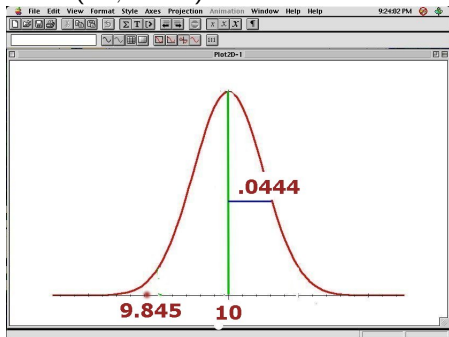 File Edit View Format Style Axes Projection Animation Window Help Help 9:24:02 PM
Plot2D-1
.0444
9.845
10